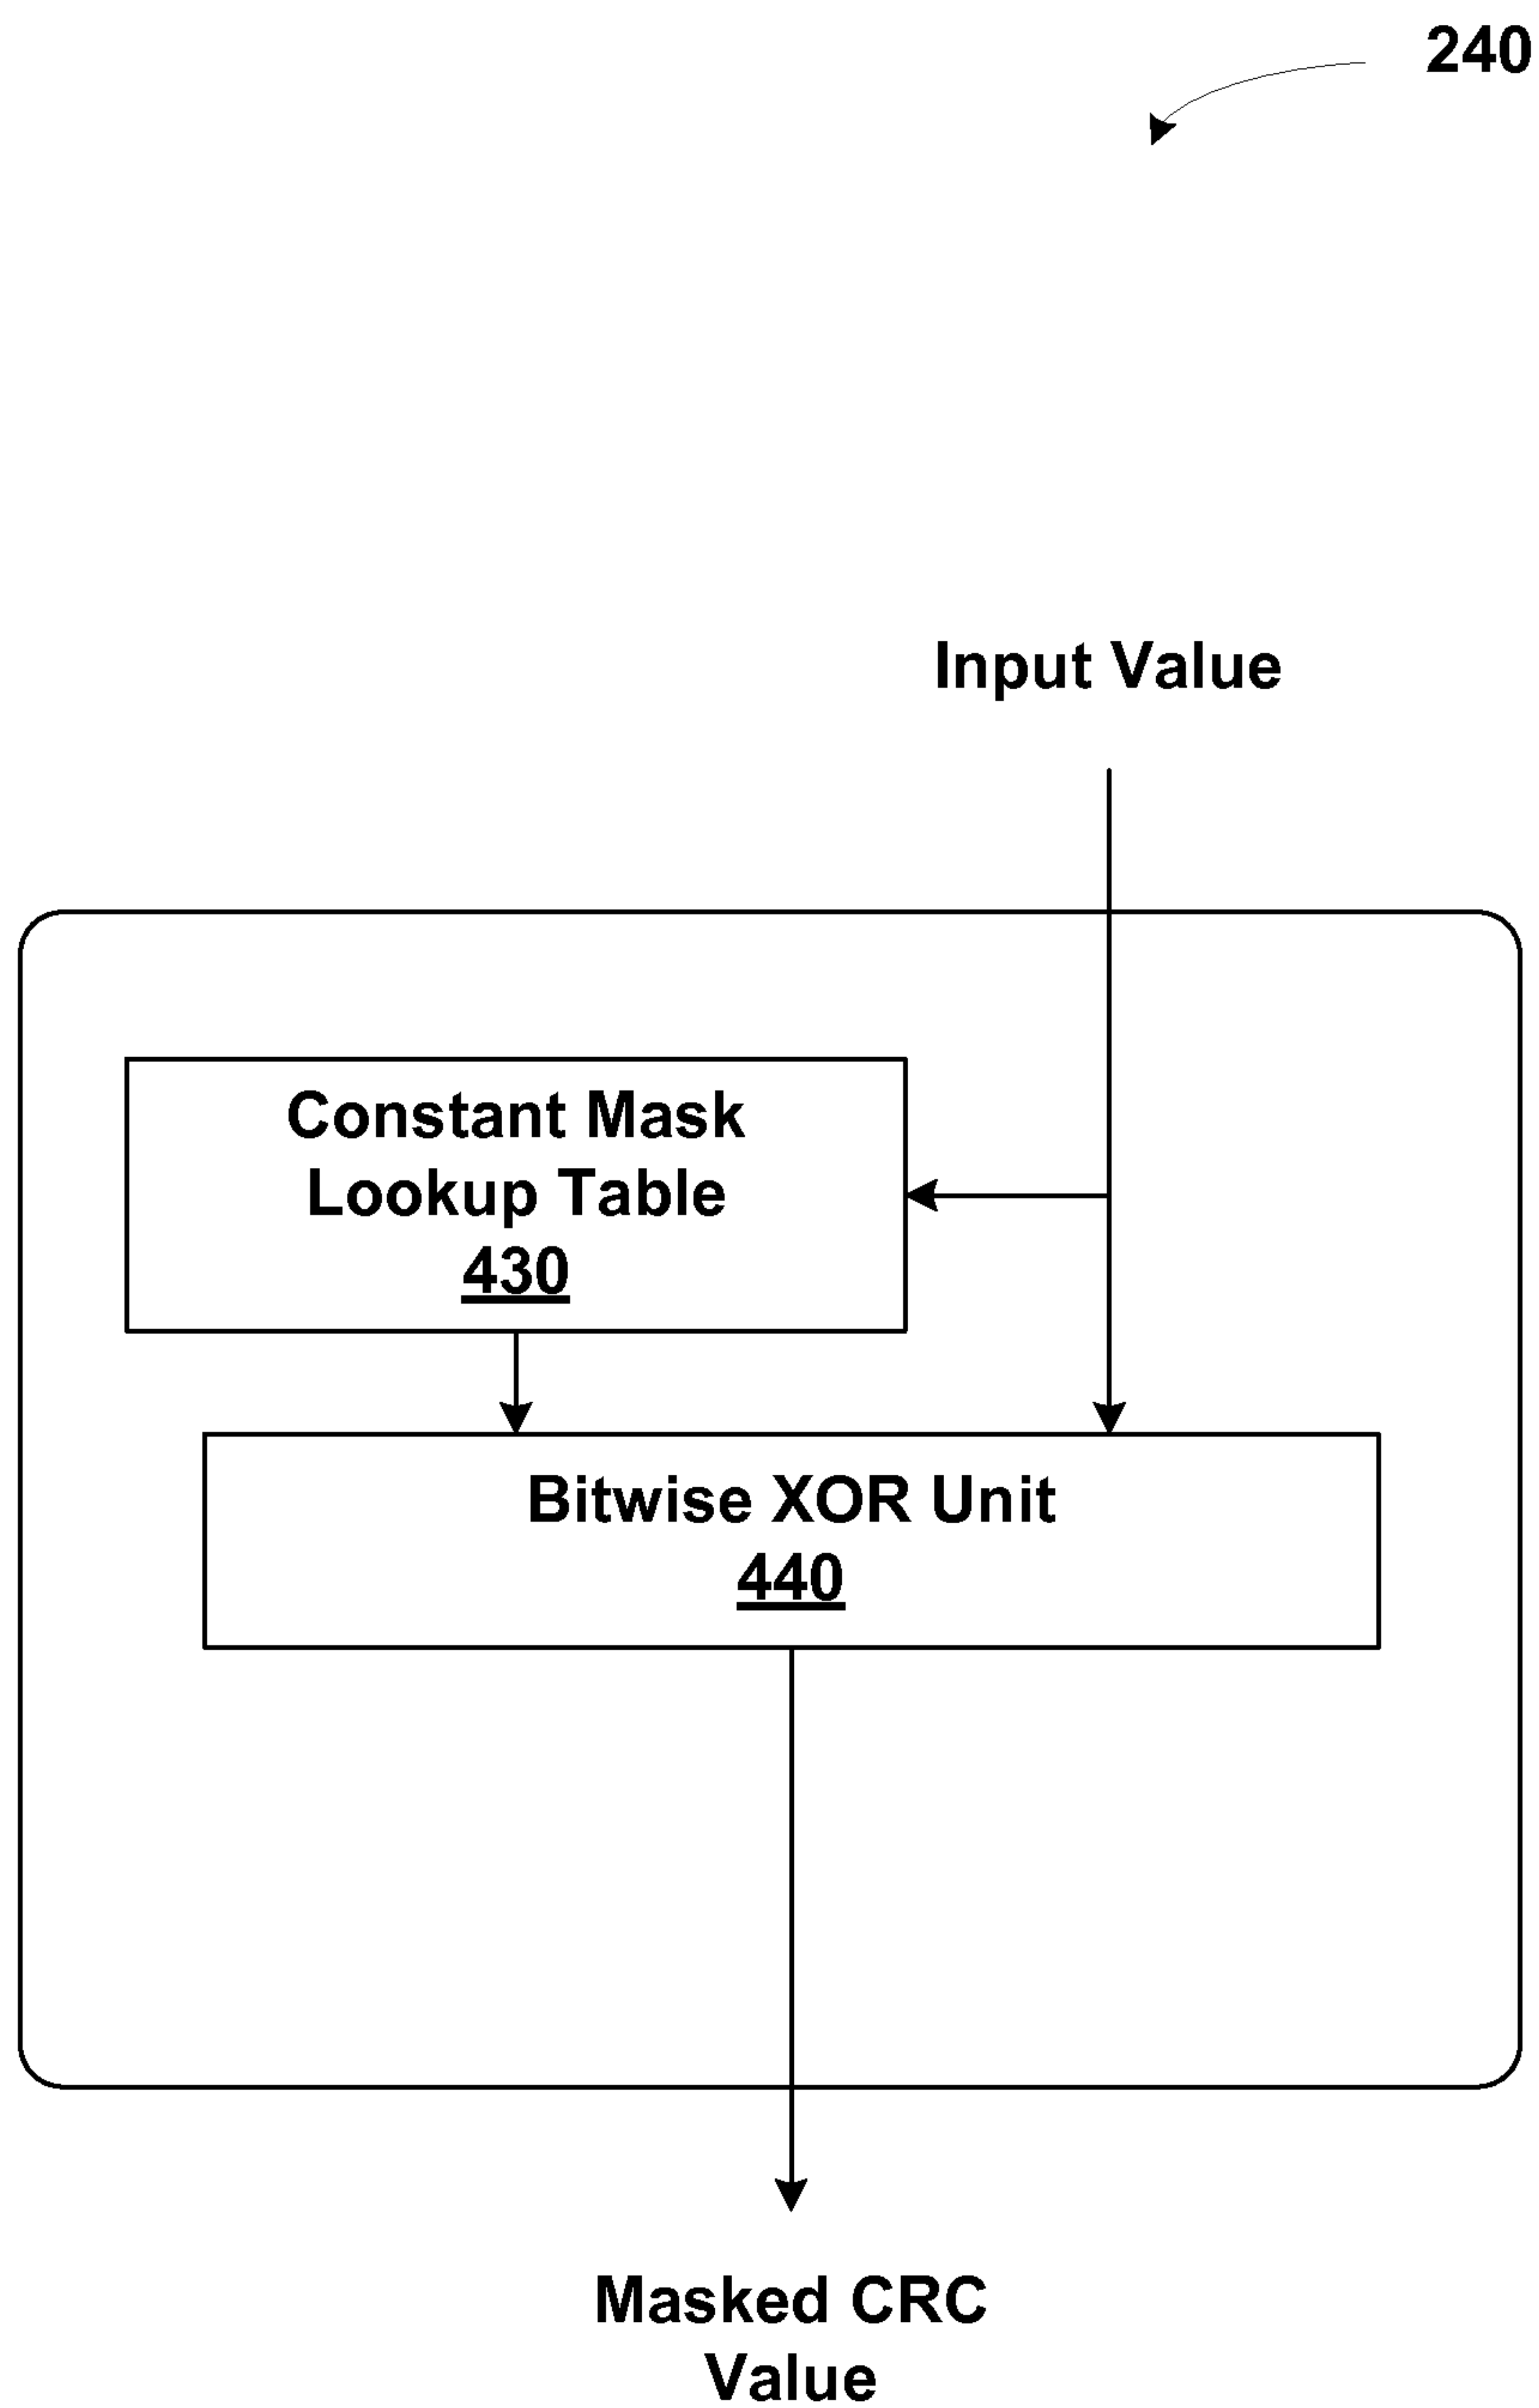 240
Input Value
Constant Mask
Lookup Table
430
Bitwise XOR Unit
440
Masked CRC
Value